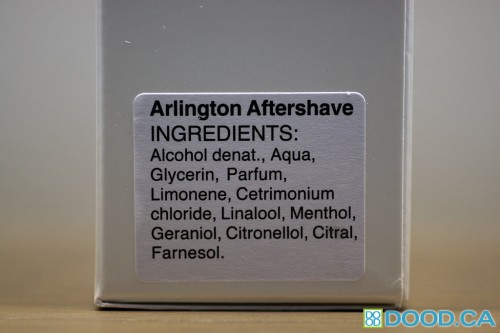 Arlington Aftershave
INGREDIENTS:
Alcohol denat., Aqua,
Glycerin, Parfum,
Limonene, Cetrimonium
chloride, Linalool, Menthol,
Geraniol, Citronellol, Citral,
Farnesol.
DOOD.CA